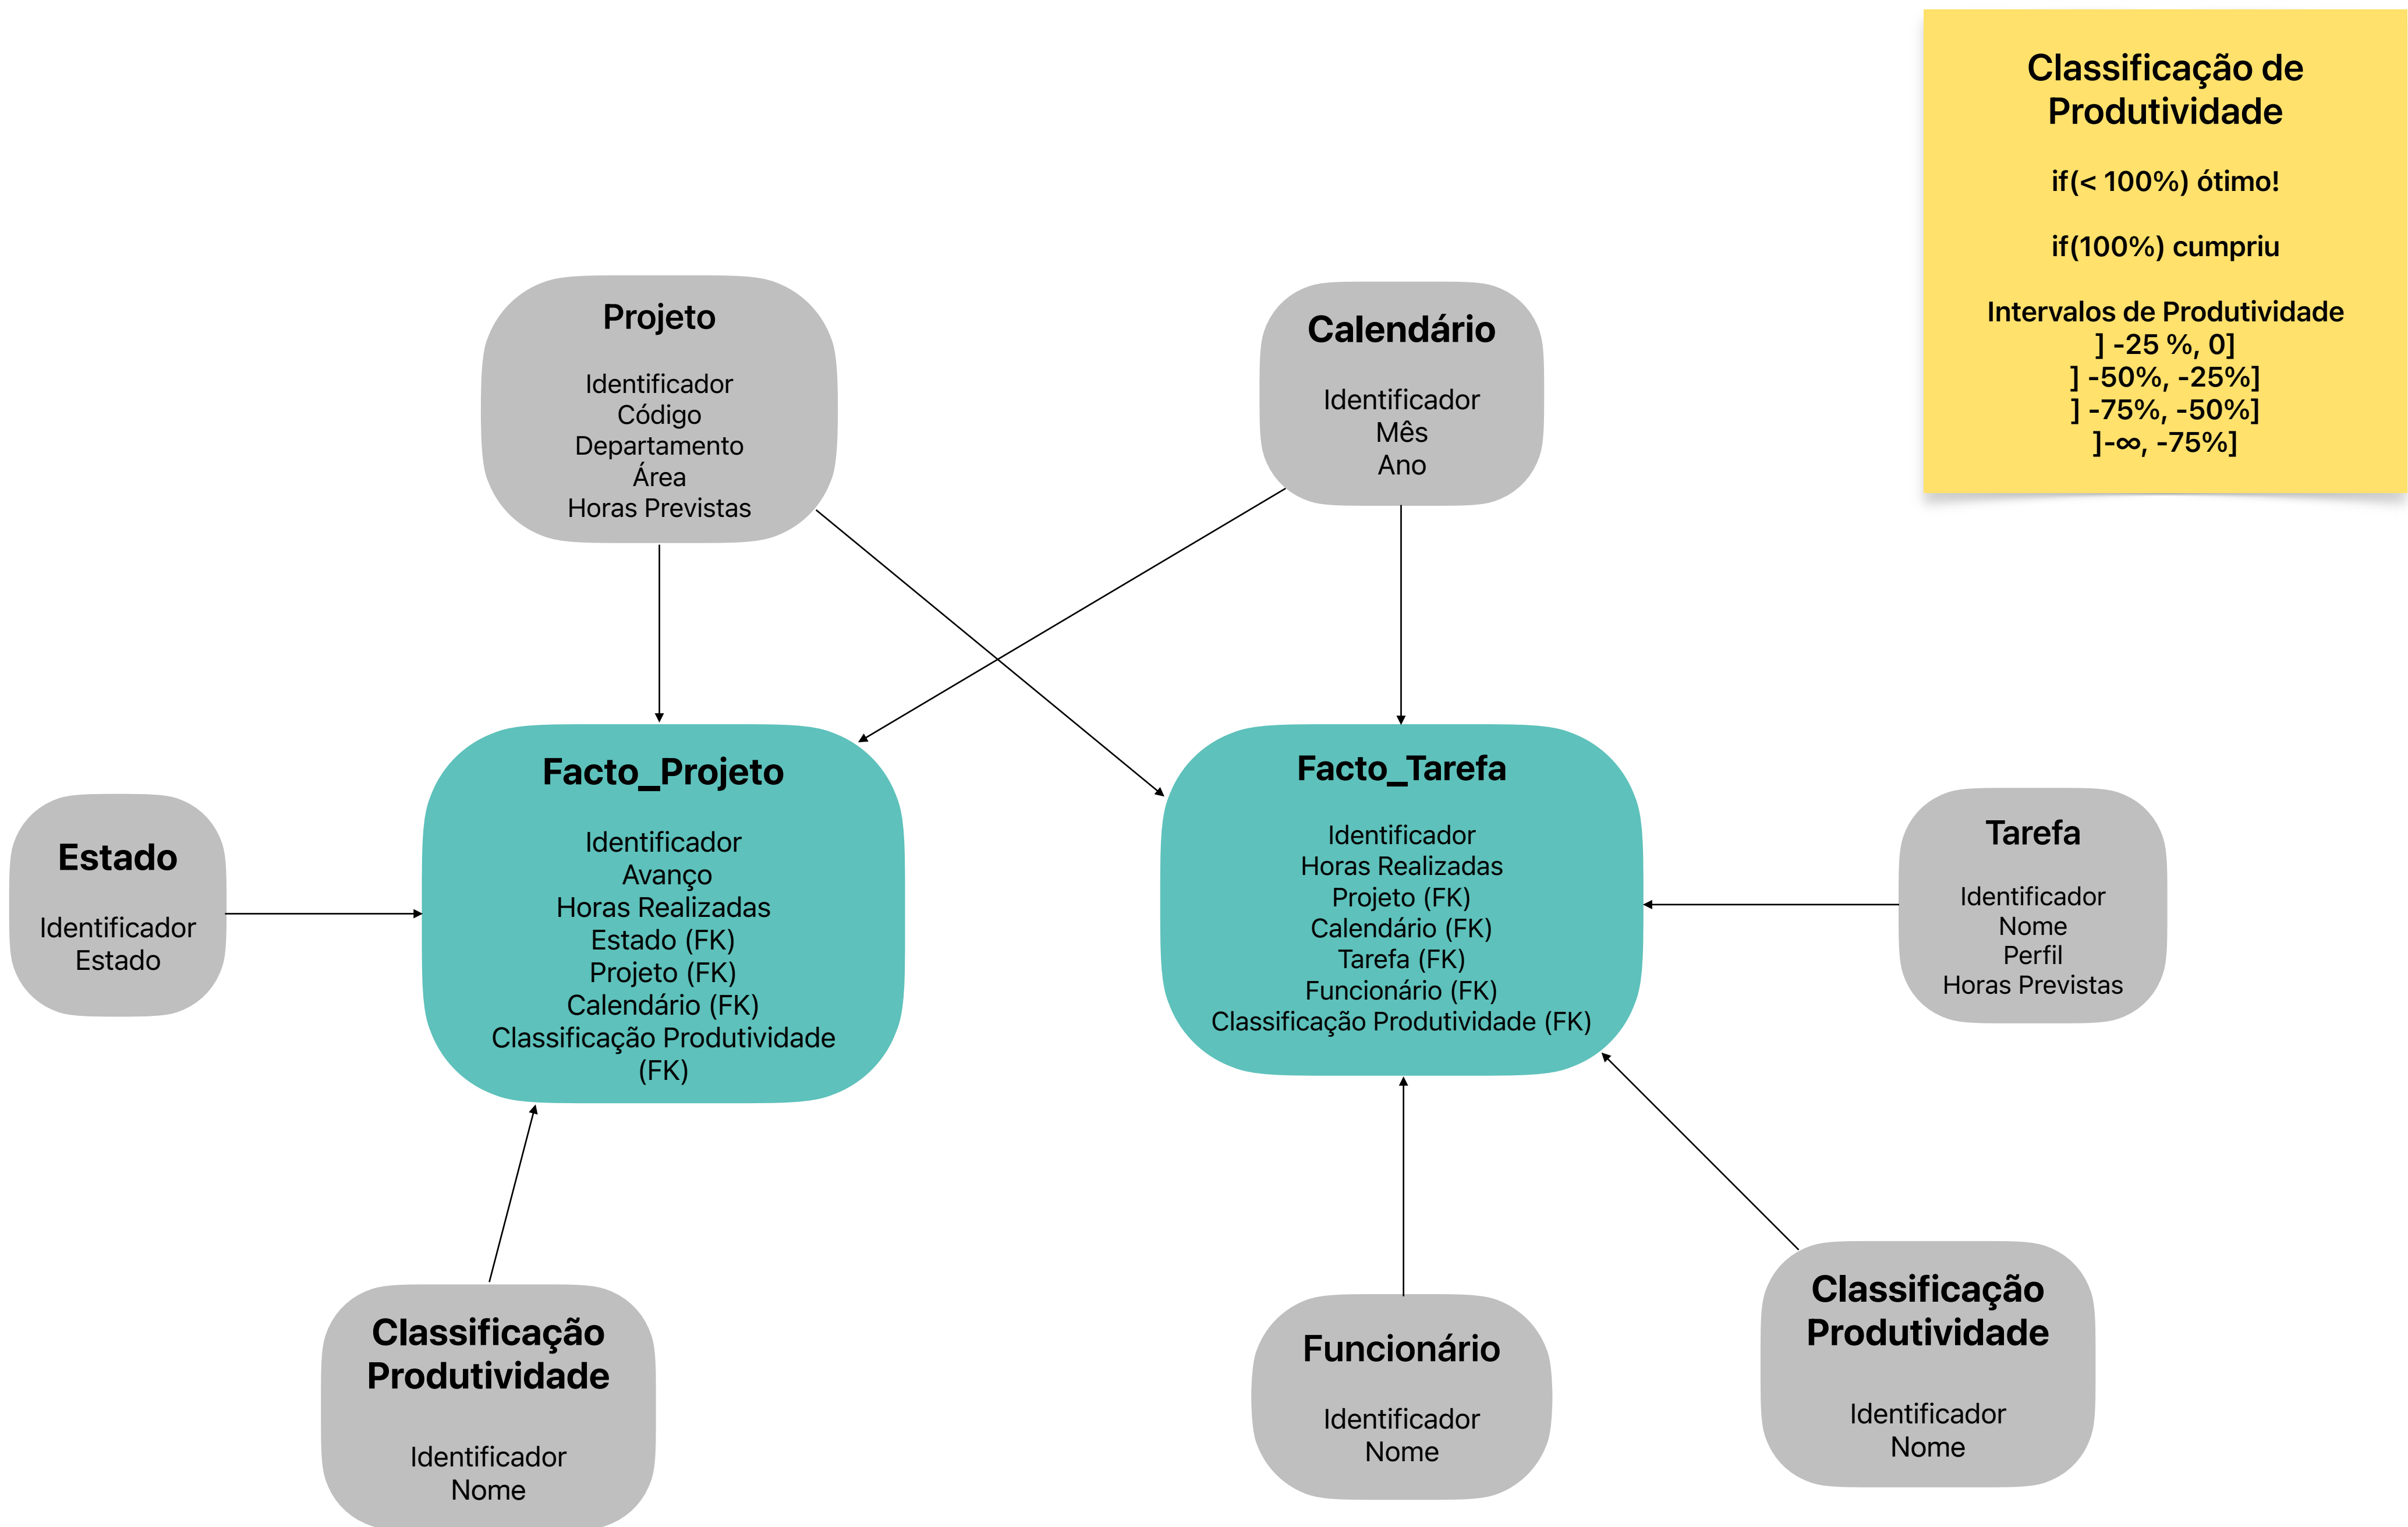 Classificação de
Produtividade
if(< 100%) ótimo!
if(100%) cumpriu
Intervalos de Produtividade
] -25 %, 0]
] -50%, -25%]
] -75%, -50%]
]-∞, -75%]
Projeto
Identificador
Código
Departamento
Área
Horas Previstas
Calendário
Identificador
Mês
Ano
Estado
Identificador
Estado
Facto_Projeto
Identificador
Avanço
Horas Realizadas
Estado (FK)
Projeto (FK)
Calendário (FK)
Classificação Produtividade
(FK)
Facto_Tarefa
Identificador
Horas Realizadas
Projeto (FK)
Calendário (FK)
Tarefa (FK)
Funcionário (FK)
Classificação Produtividade (FK)
Tarefa
Identificador
Nome
Perfil
Horas Previstas
Classificação
Produtividade
Identificador
Nome
Funcionário
Identificador
Nome
Classificação
Produtividade
Identificador
Nome